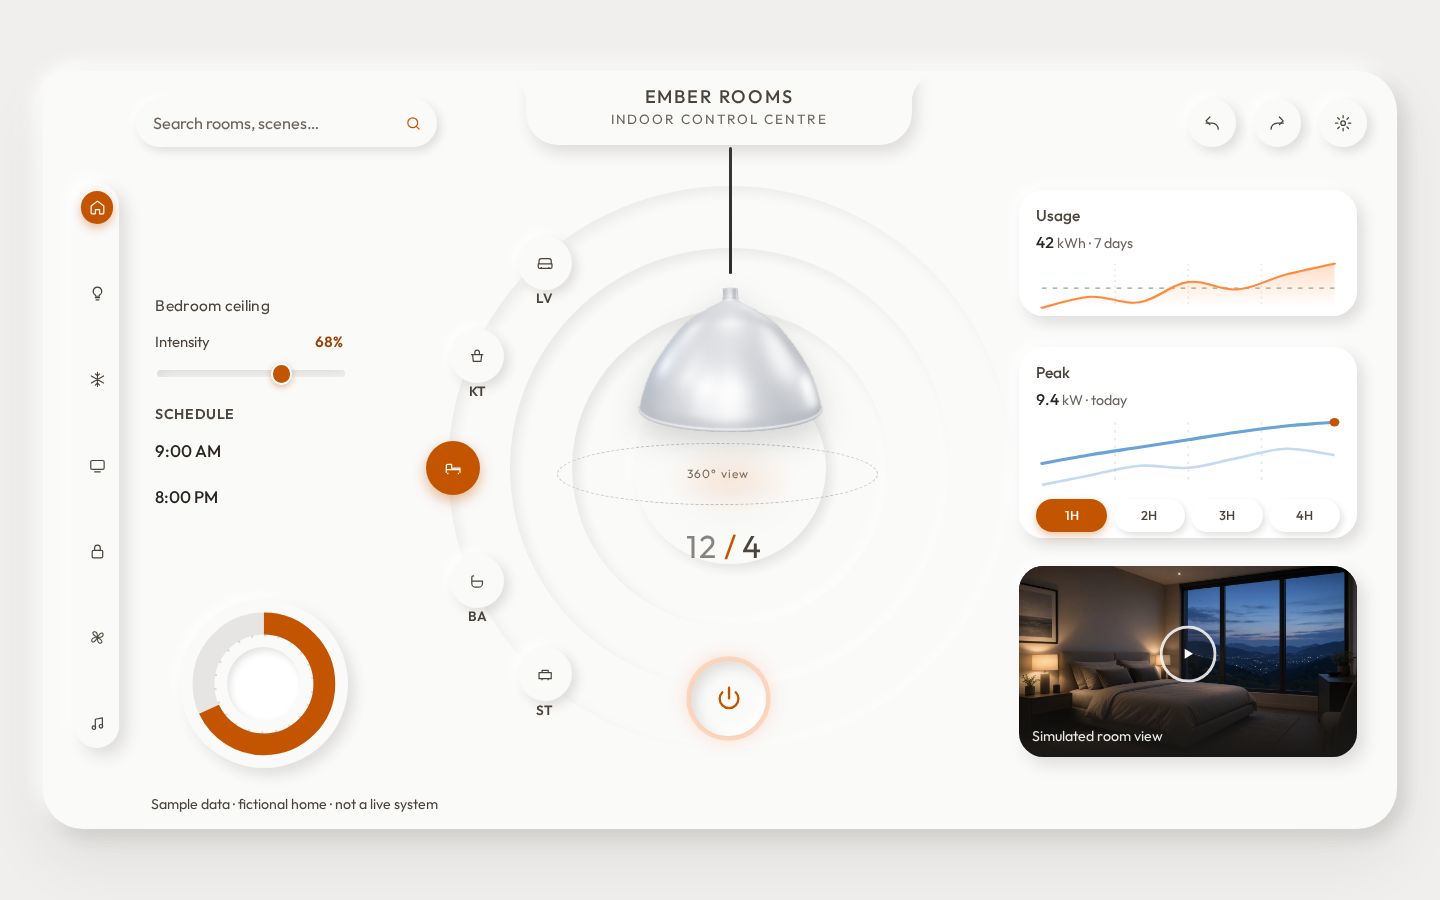 EMBER ROOMS
INDOOR CONTROL CENTRE
Search rooms, scenes...
Bedroom ceiling
Intensity 68%
SCHEDULE
9:00 AM
8:00 PM
LV
KT
BA
ST
360° view
12 / 4
Usage
42 kWh · 7 days
Peak
9.4 kW · today
1H 2H 3H 4H
Simulated room view
Sample data · fictional home · not a live system